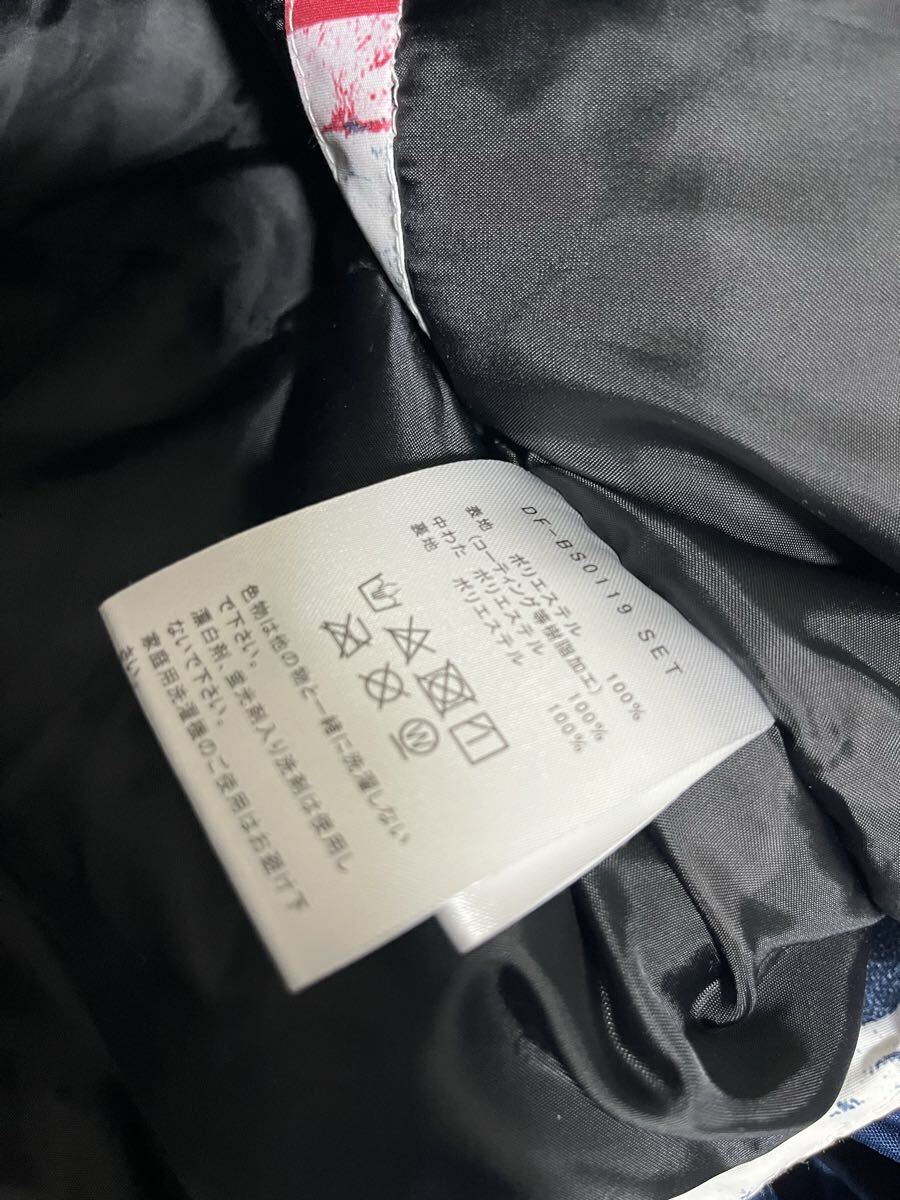 DF-BS0119 SET
表地 ポリエステル 100%
(コーティング等樹脂加工)
中わた ポリエステル 100%
裏地 ポリエステル 100%
W
色物は他の物と一緒に洗濯しない
で下さい。
漂白剤、蛍光剤入り洗剤は使用し
ないで下さい。
家庭用洗濯機のご使用はお避け下
さい